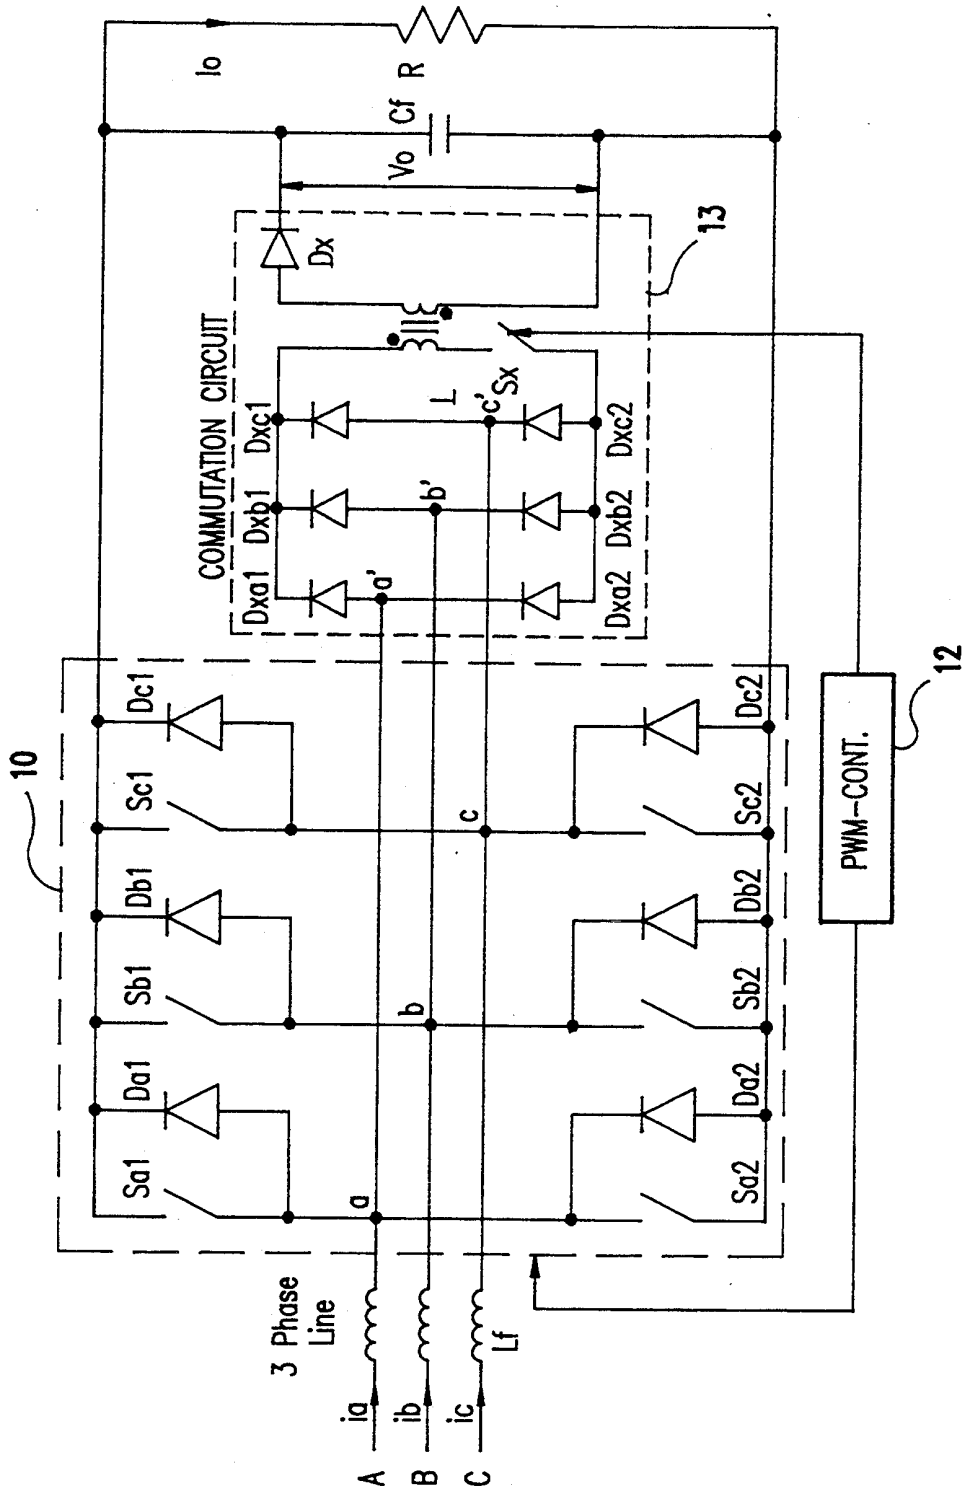 10
Sa1
Da1
Sb1
Db1
Sc1
Dc1
COMMUTATION CIRCUIT
Dxa1
Dxb1
Dxc1
Dx
Io
3 Phase
Line
ia
A
ib
B
ic
C
Lf
a
b
c
a'
b'
c'
L
Sx
Vo
Cf
R
Dxa2
Dxb2
Dxc2
13
Sa2
Da2
Sb2
Db2
Sc2
Dc2
PWM-CONT.
12